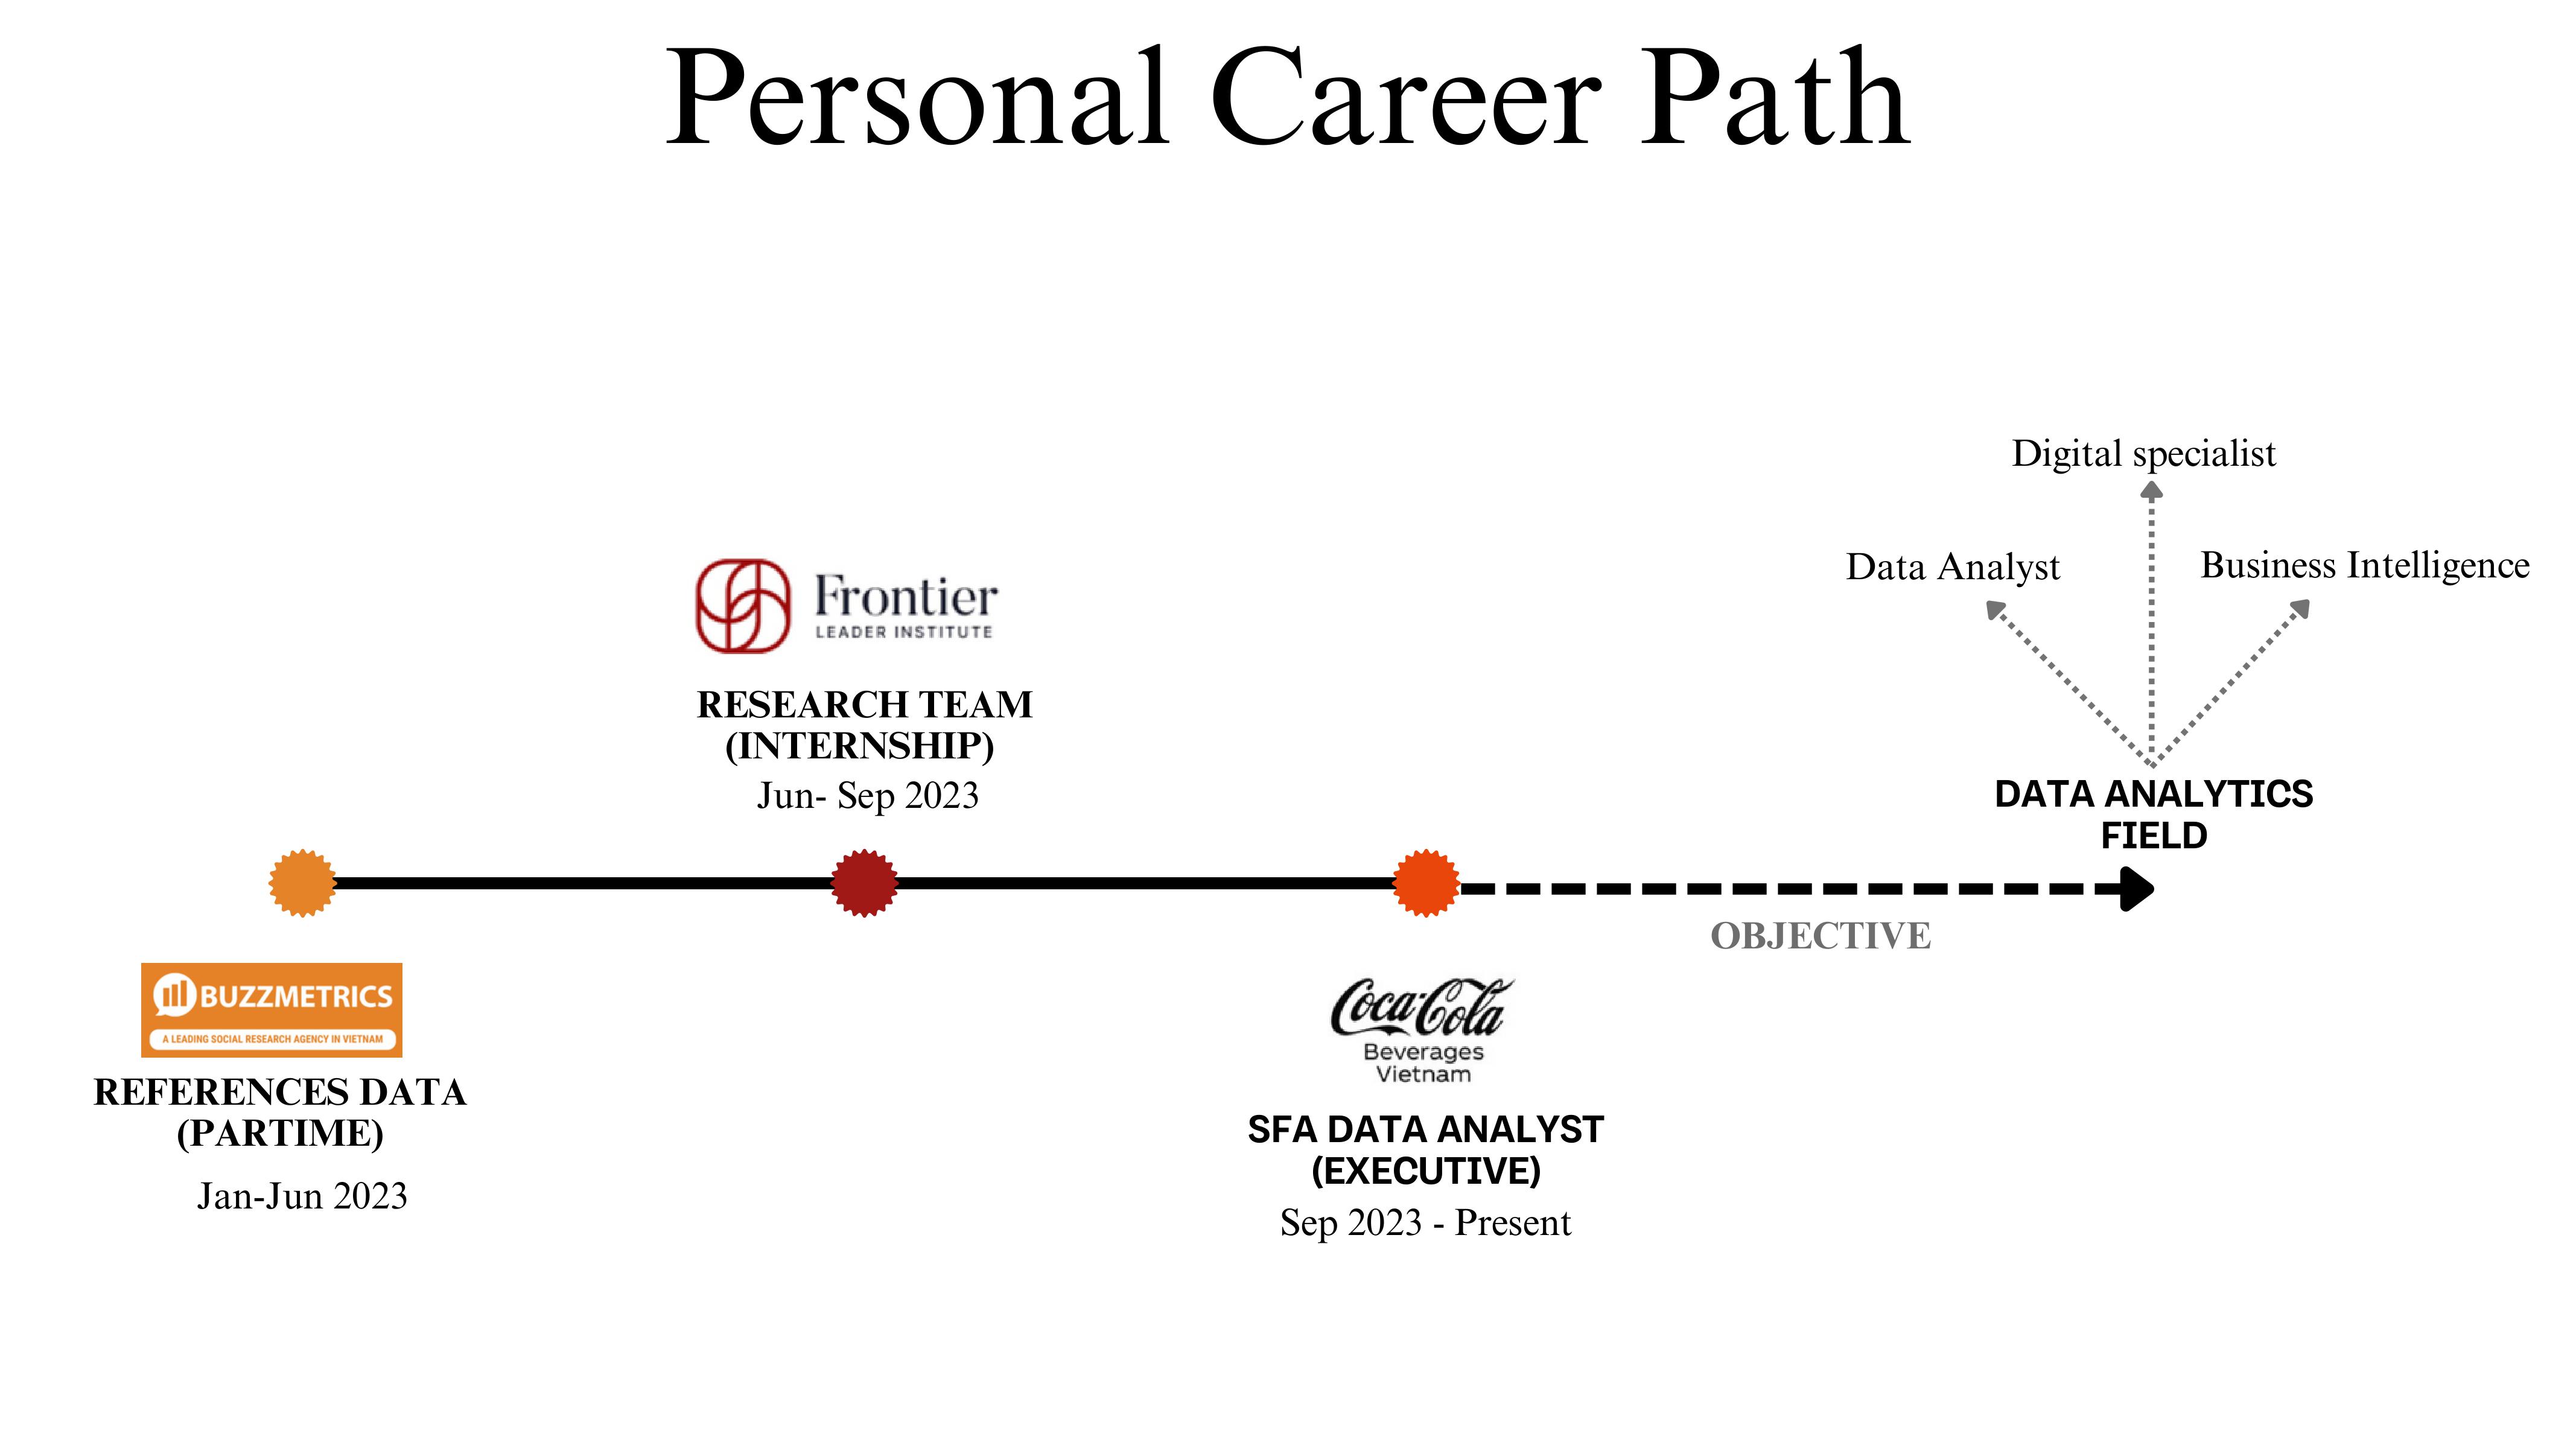 Personal Career Path
Digital specialist
Data Analyst
Business Intelligence
Frontier
LEADER INSTITUTE
RESEARCH TEAM
(INTERNSHIP)
Jun- Sep 2023
DATA ANALYTICS
FIELD
OBJECTIVE
BUZZMETRICS
A LEADING SOCIAL RESEARCH AGENCY IN VIETNAM
REFERENCES DATA
(PARTIME)
Jan-Jun 2023
Coca-Cola
Beverages
Vietnam
SFA DATA ANALYST
(EXECUTIVE)
Sep 2023 - Present